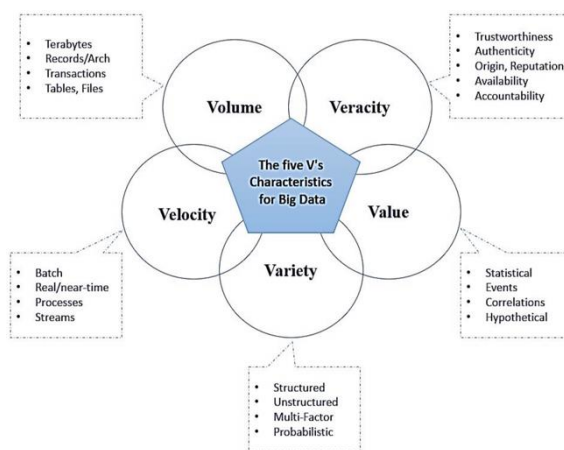 Terabytes
Records/Arch
Transactions
Tables, Files
Trustworthiness
Authenticity
Origin, Reputation
Availability
Accountability
Volume
Veracity
The five V's
Characteristics
for Big Data
Velocity
Value
Variety
Batch
Real/near-time
Processes
Streams
Statistical
Events
Correlations
Hypothetical
Structured
Unstructured
Multi-Factor
Probabilistic